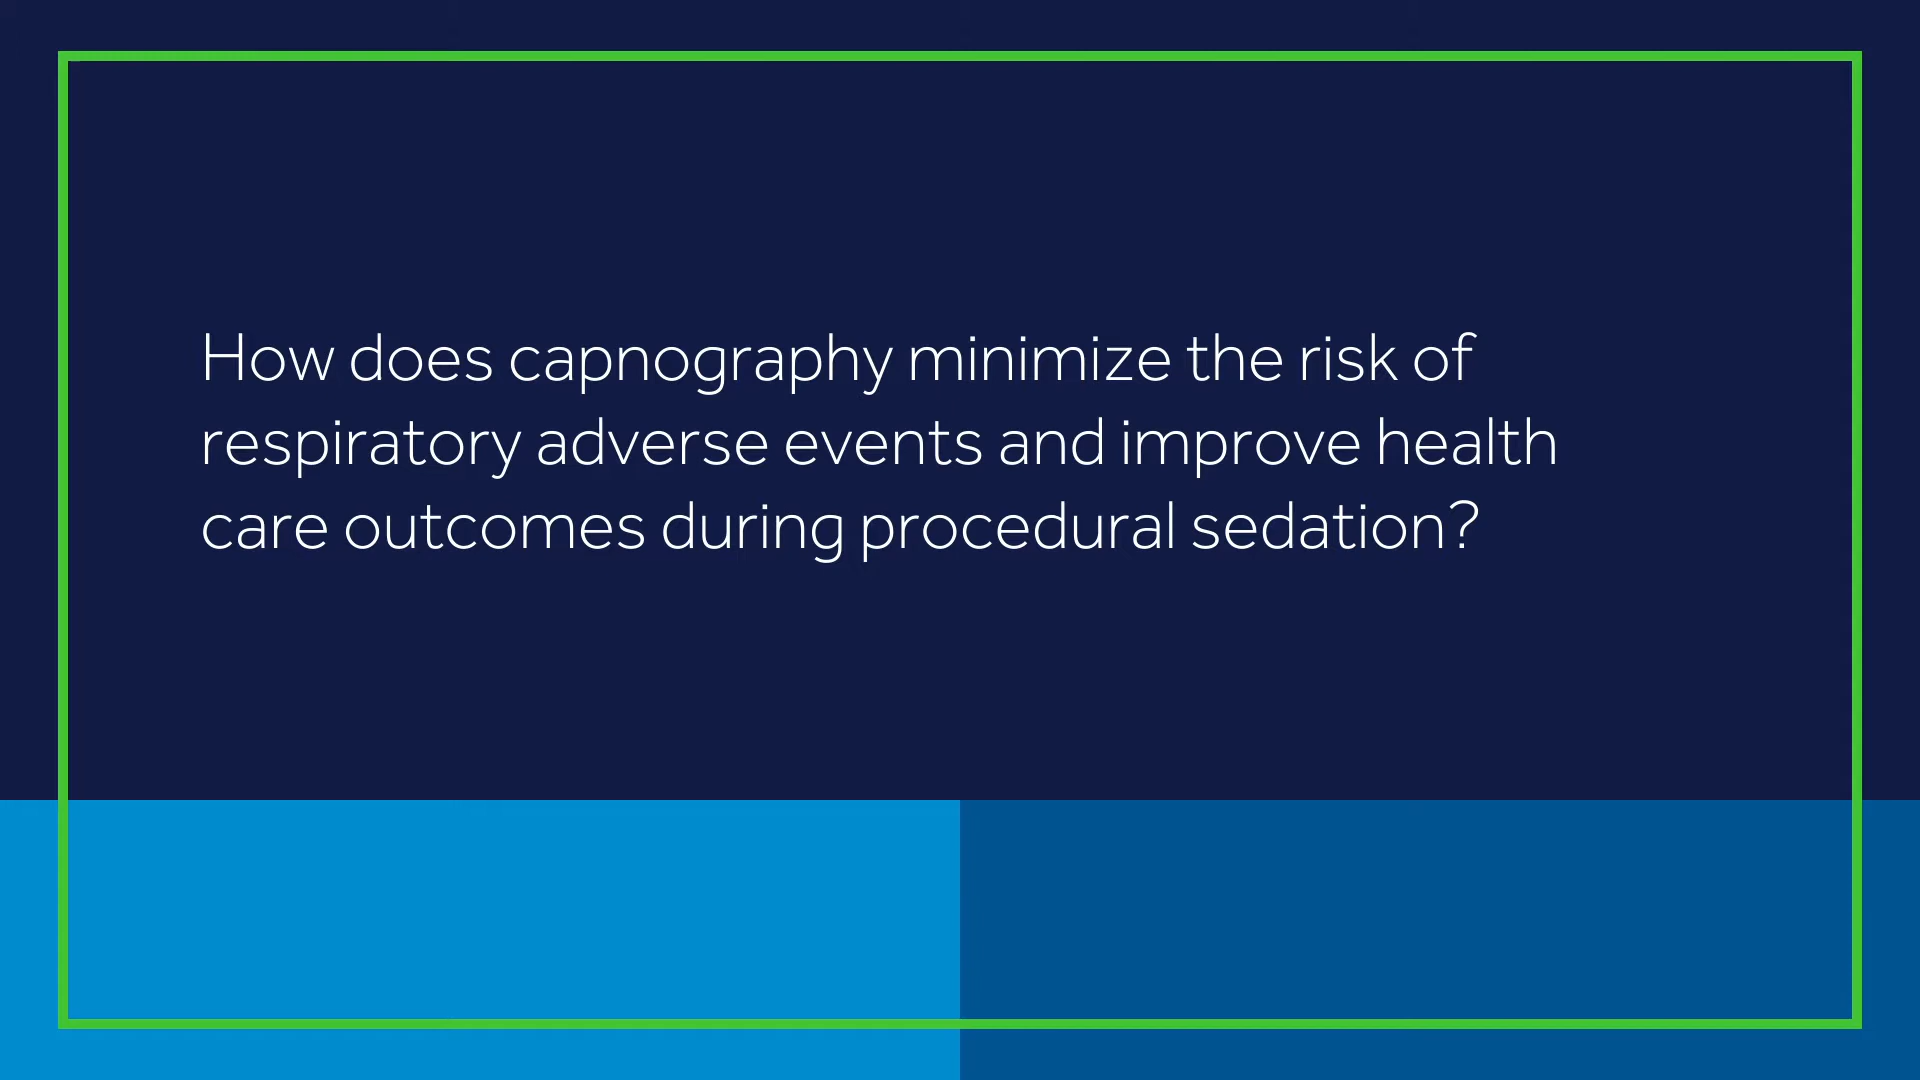 How does capnography minimize the risk of
respiratory adverse events and improve health
care outcomes during procedural sedation?